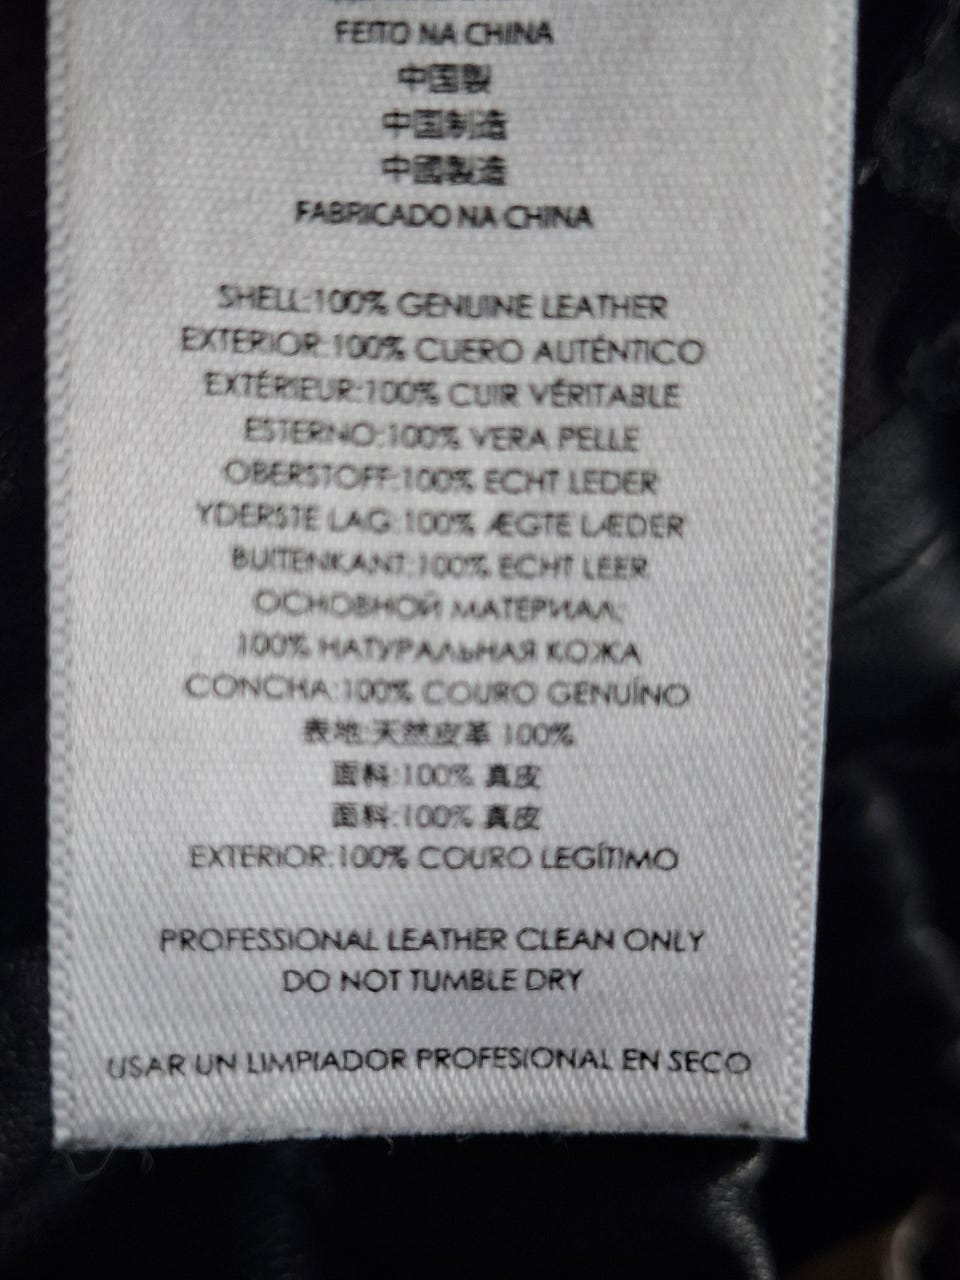 FEITO NA CHINA
中国製
中国制造
中國製造
FABRICADO NA CHINA
SHELL:100% GENUINE LEATHER
EXTERIOR:100% CUERO AUTÉNTICO
EXTÉRIEUR:100% CUIR VÉRITABLE
ESTERNO:100% VERA PELLE
OBERSTOFF:100% ECHT LEDER
YDERSTE LAG:100% ÆGTE LÆDER
BUITENKANT:100% ECHT LEER
ОСНОВНОЙ МАТЕРИАЛ:
100% НАТУРАЛЬНАЯ КОЖА
CONCHA:100% COURO GENUÍNO
表地:天然皮革 100%
面料:100% 真皮
面料:100% 真皮
EXTERIOR:100% COURO LEGÍTIMO
PROFESSIONAL LEATHER CLEAN ONLY
DO NOT TUMBLE DRY
USAR UN LIMPIADOR PROFESIONAL EN SECO